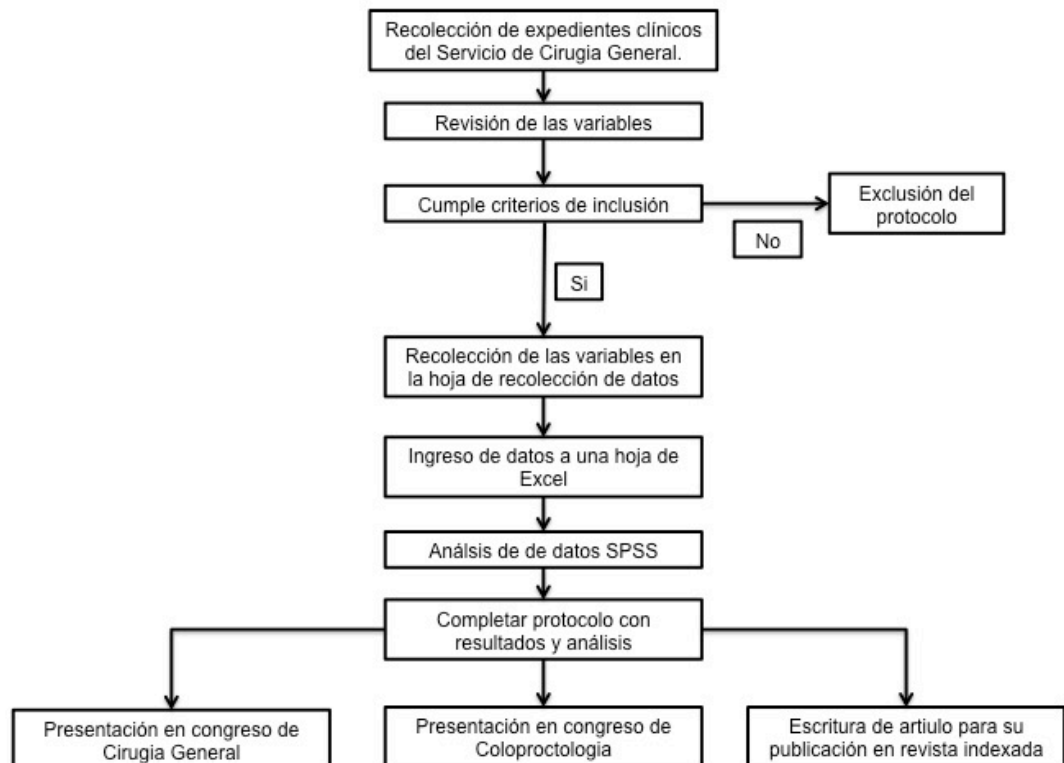 Recolección de expedientes clínicos
del Servicio de Cirugia General.
Revisión de las variables
Cumple criterios de inclusión
Exclusión del
protocolo
No
Si
Recolección de las variables en
la hoja de recolección de datos
Ingreso de datos a una hoja de
Excel
Análsis de de datos SPSS
Completar protocolo con
resultados y análisis
Presentación en congreso de
Cirugia General
Presentación en congreso de
Coloproctologia
Escritura de artiulo para su
publicación en revista indexada